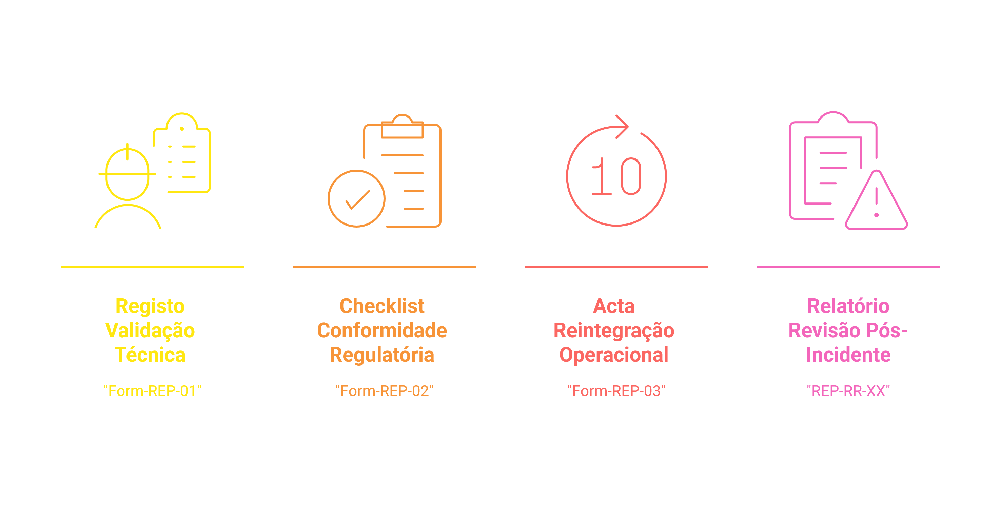 10
Registo
Validação
Técnica
"Form-REP-01"
Checklist
Conformidade
Regulatória
"Form-REP-02"
Acta
Reintegração
Operacional
"Form-REP-03"
Relatório
Revisão Pós-
Incidente
"REP-RR-XX"